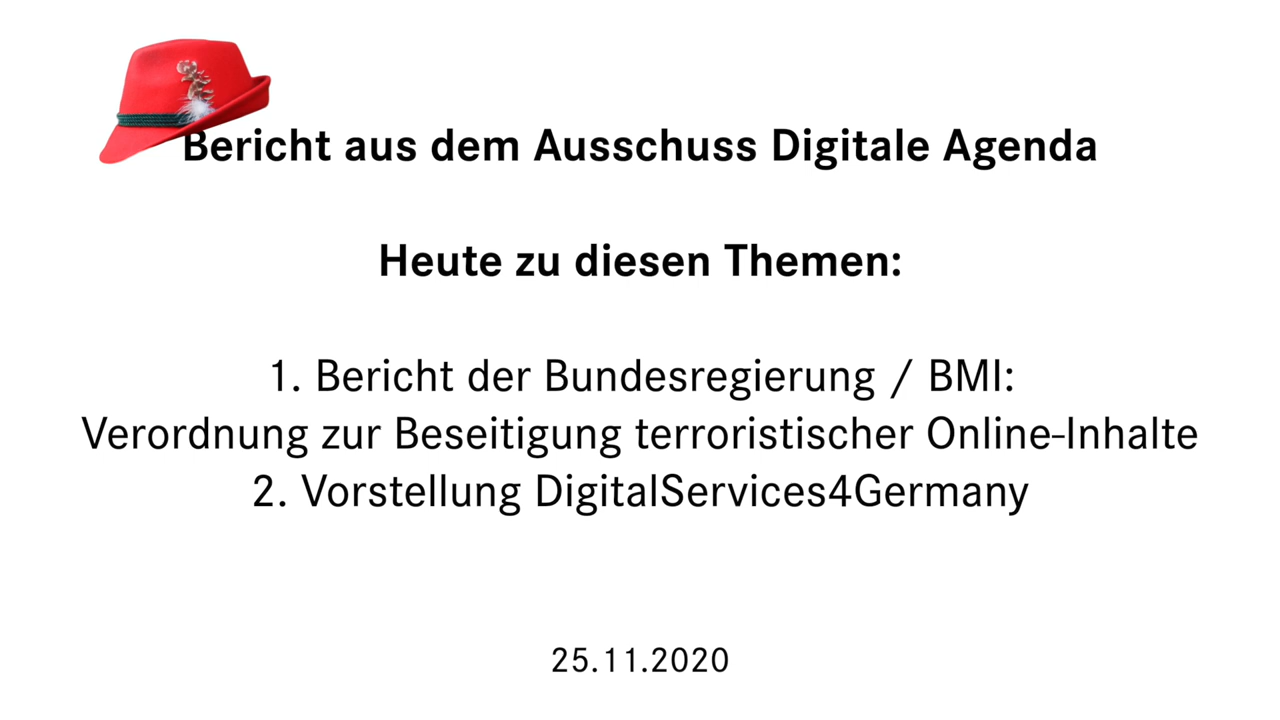 Bericht aus dem Ausschuss Digitale Agenda
Heute zu diesen Themen:
1. Bericht der Bundesregierung / BMI:
Verordnung zur Beseitigung terroristischer Online-Inhalte
2. Vorstellung DigitalServices4Germany
25.11.2020